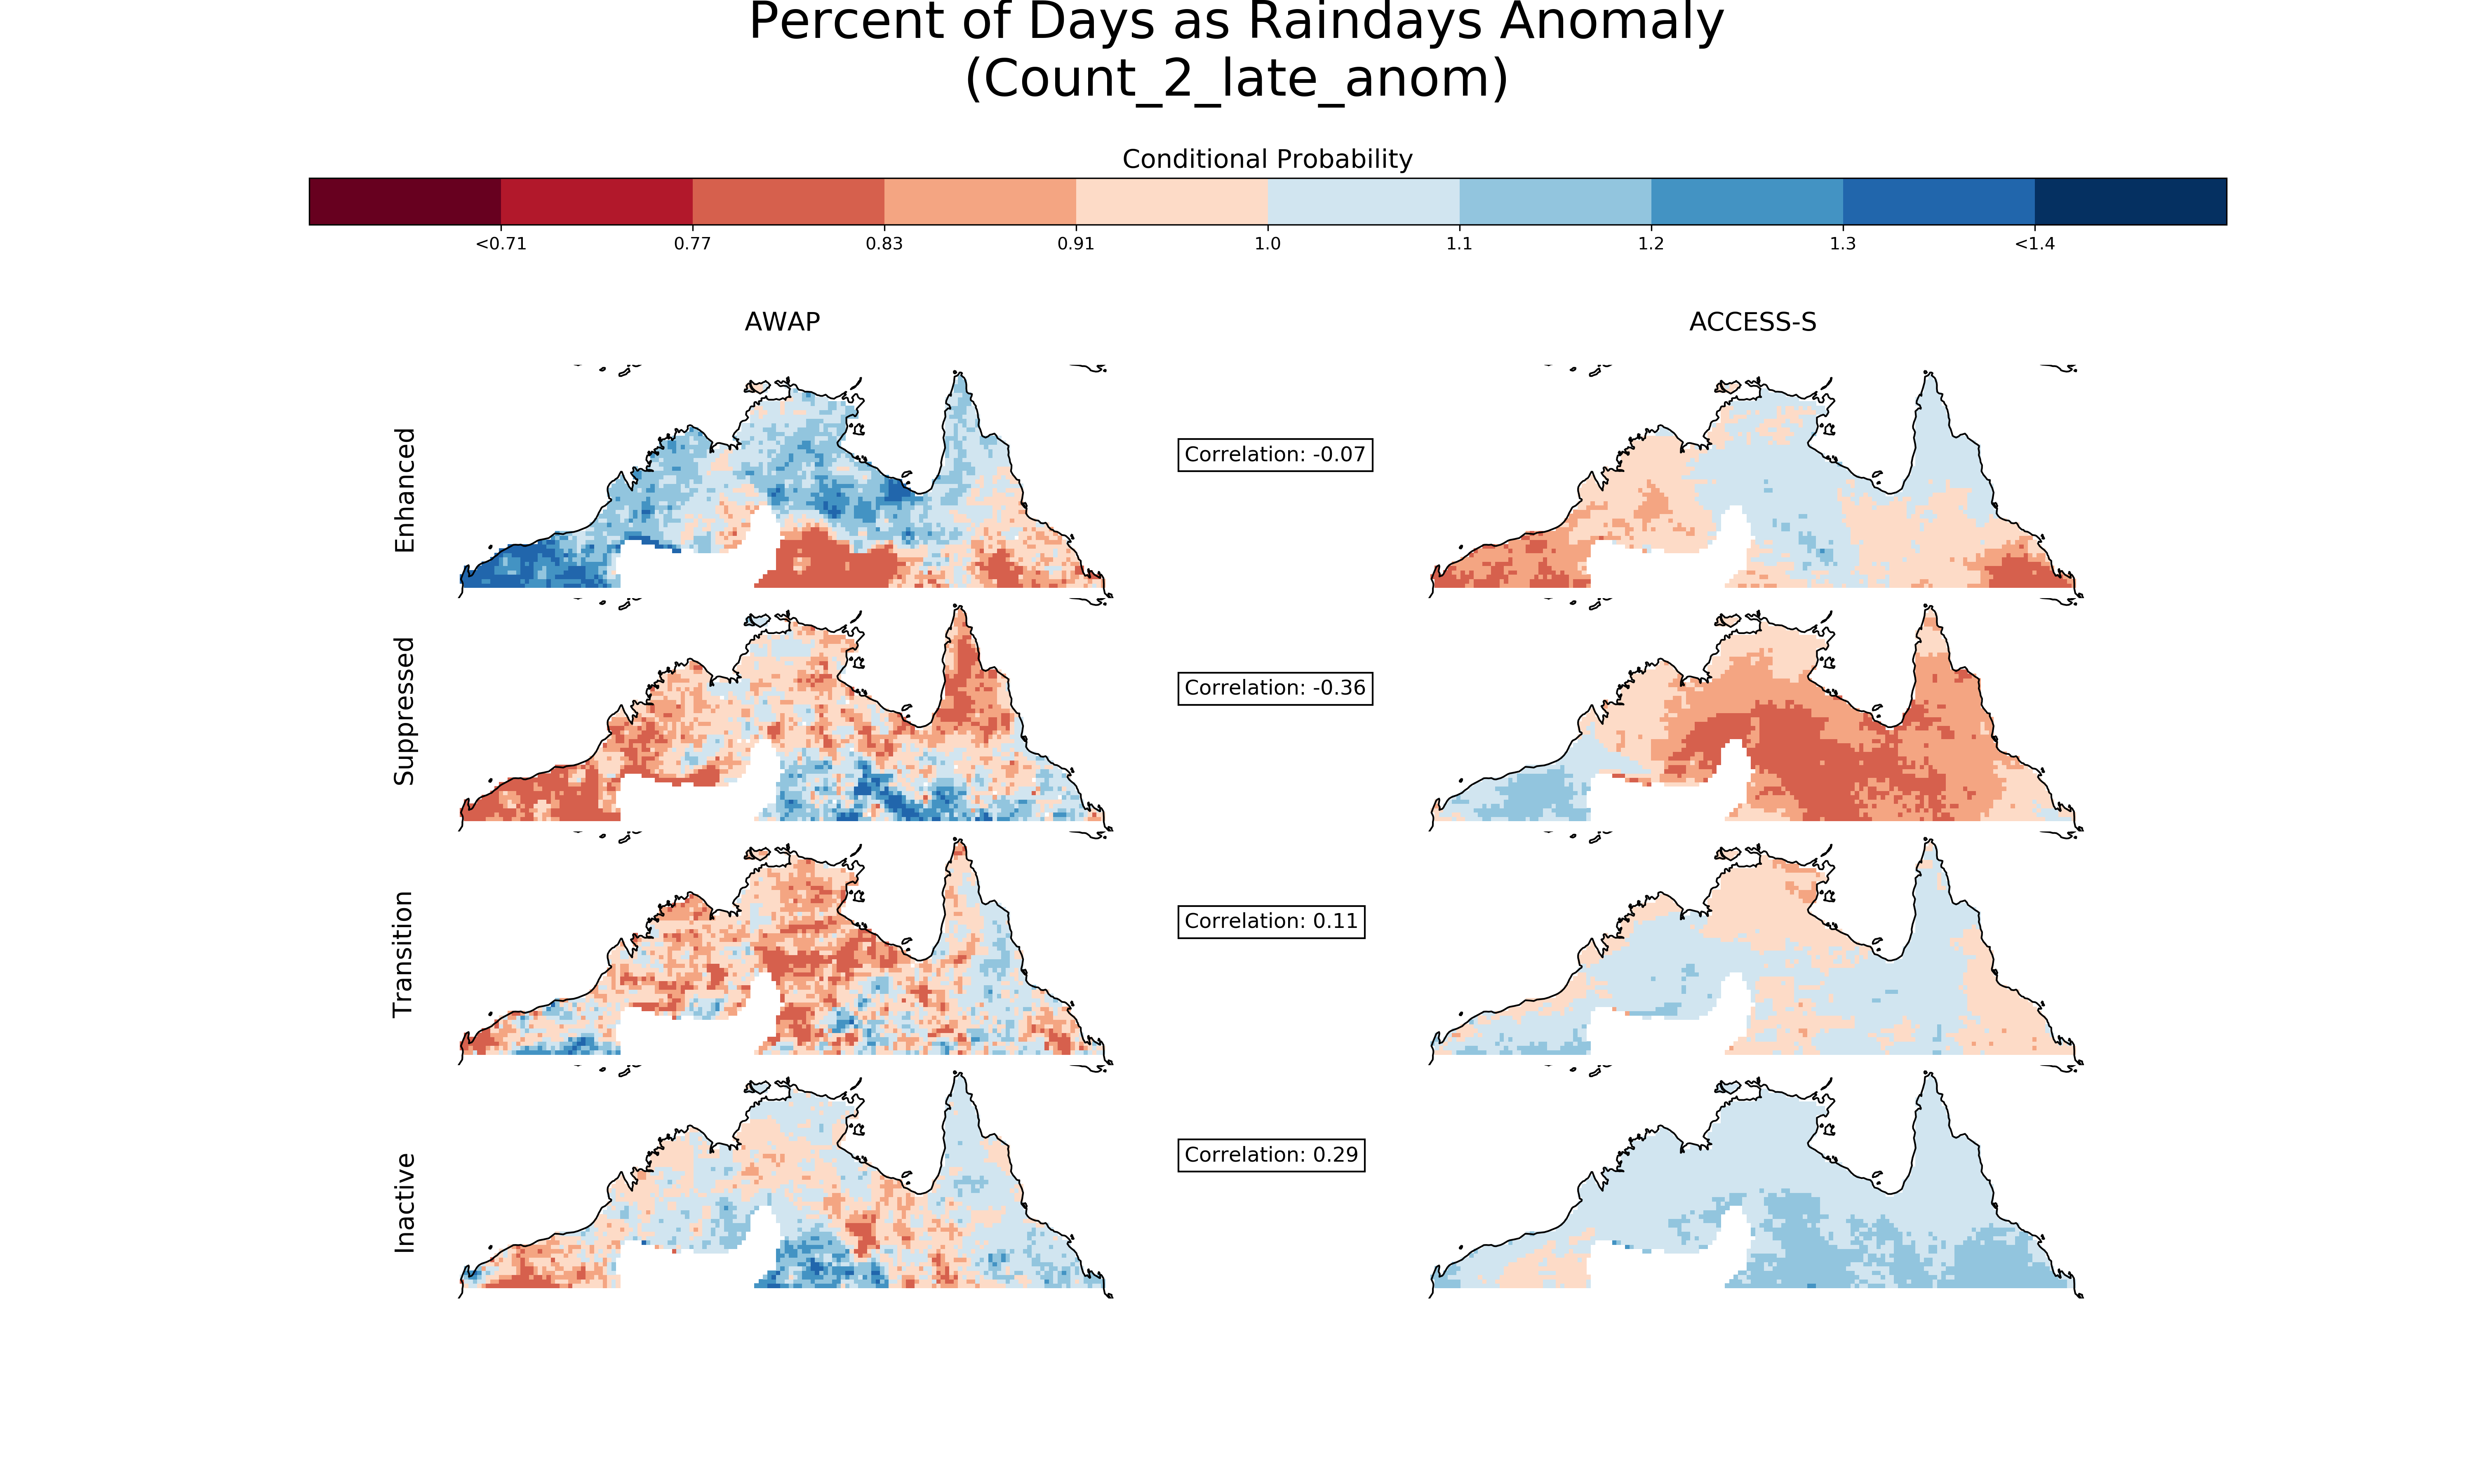 Percent of Days as Raindays Anomaly
(Count_2_late_anom)
Conditional Probability
<0.71 0.77 0.83 0.91 1.0 1.1 1.2 1.3 <1.4
AWAP ACCESS-S
Enhanced
Correlation: -0.07
Suppressed
Correlation: -0.36
Transition
Correlation: 0.11
Inactive
Correlation: 0.29